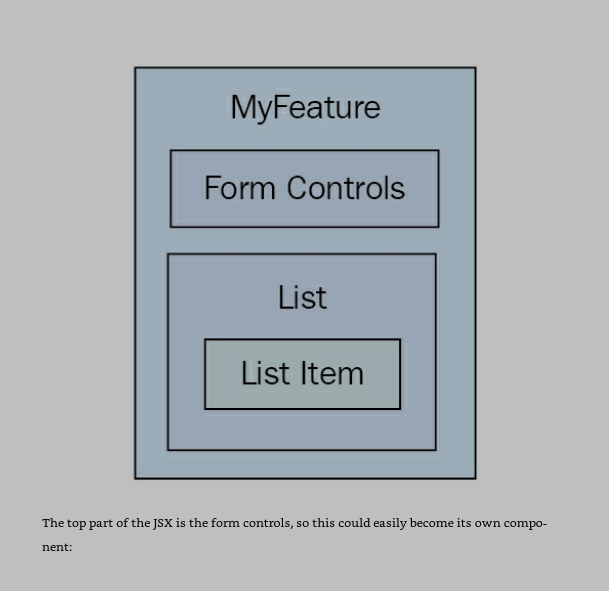 MyFeature
Form Controls
List
List Item
The top part of the JSX is the form controls, so this could easily become its own compo-
nent: